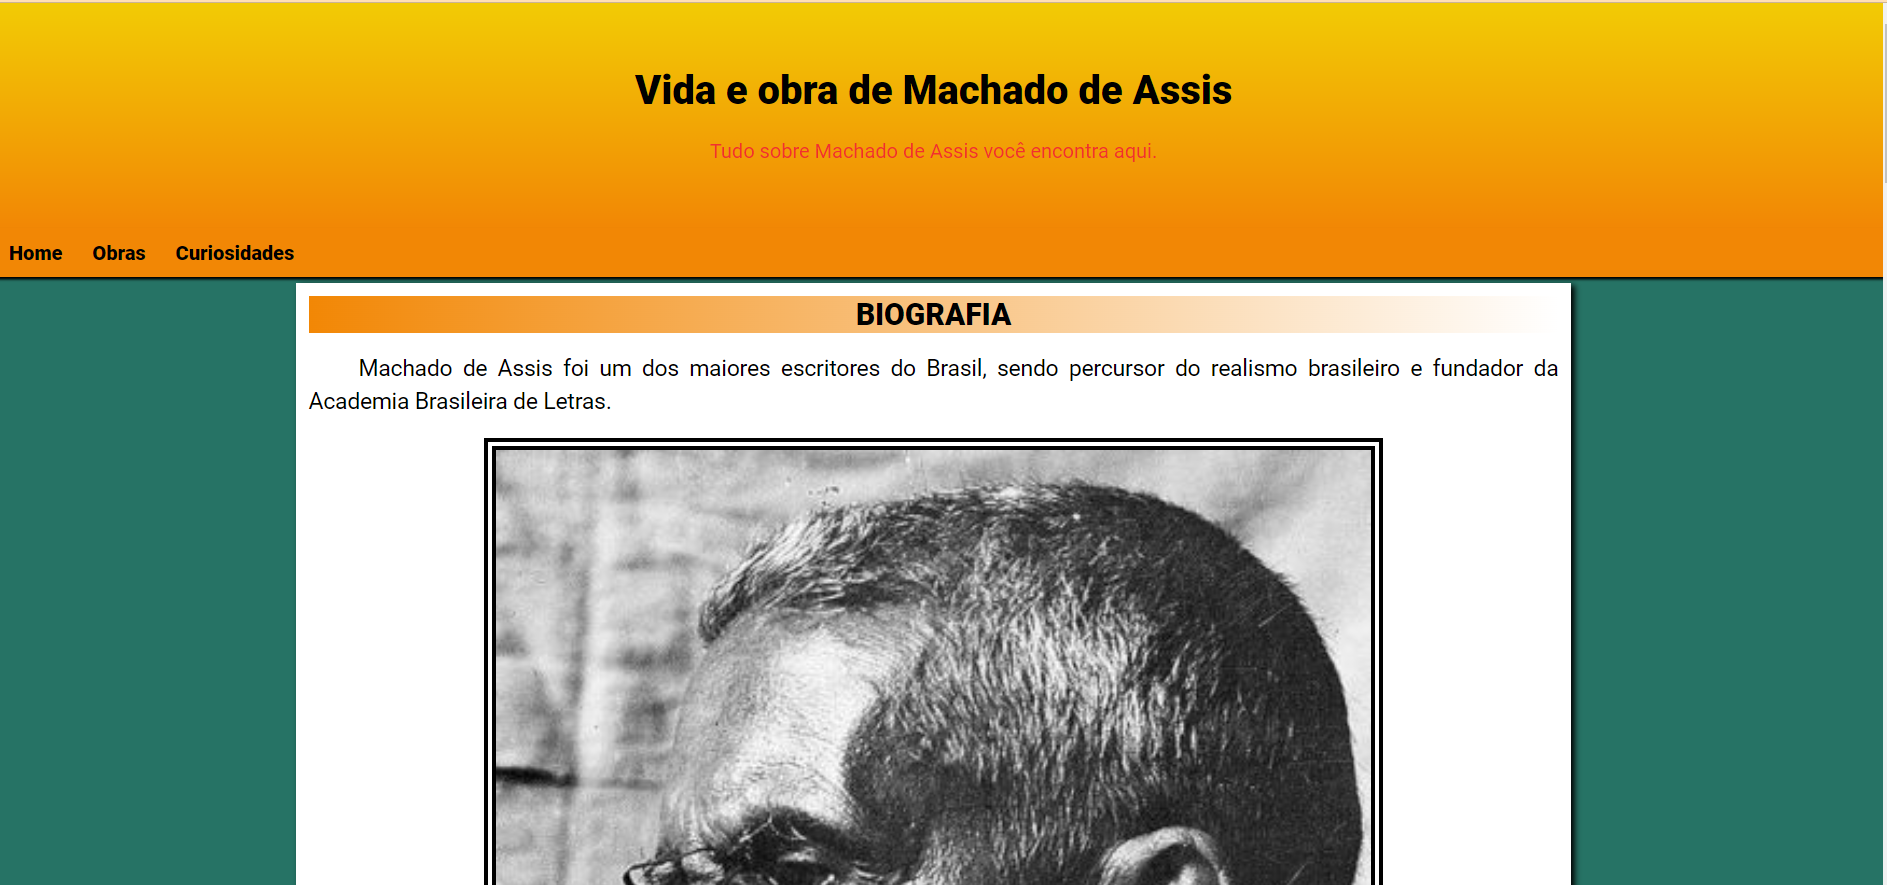 Vida e obra de Machado de Assis
Tudo sobre Machado de Assis você encontra aqui.
Home Obras Curiosidades
BIOGRAFIA
Machado de Assis foi um dos maiores escritores do Brasil, sendo percursor do realismo brasileiro e fundador da
Academia Brasileira de Letras.